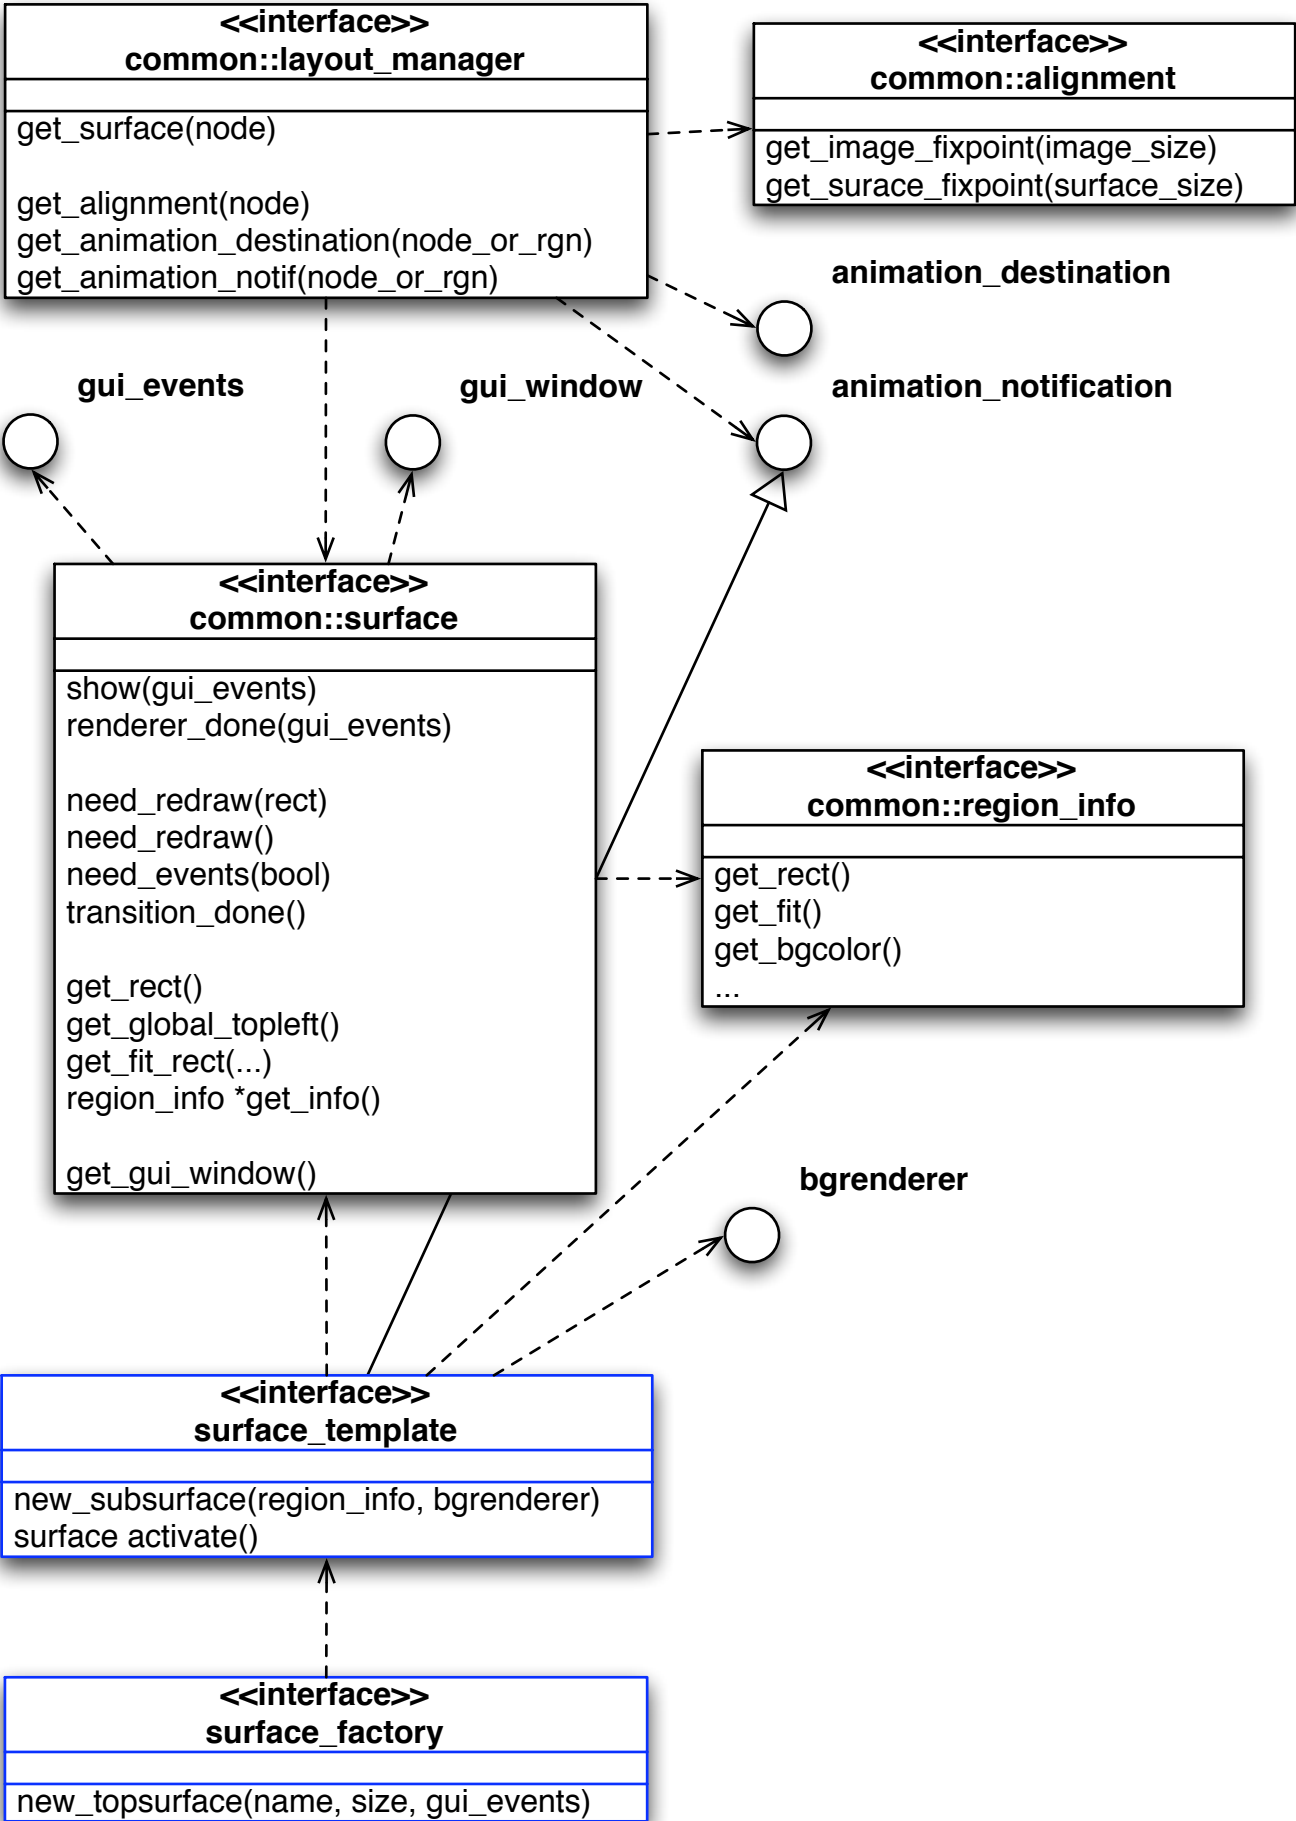 <<interface>>
common::layout_manager
get_surface(node)
get_alignment(node)
get_animation_destination(node_or_rgn)
get_animation_notif(node_or_rgn)
<<interface>>
common::alignment
get_image_fixpoint(image_size)
get_surace_fixpoint(surface_size)
animation_destination
gui_events
gui_window
animation_notification
<<interface>>
common::surface
show(gui_events)
renderer_done(gui_events)
need_redraw(rect)
need_redraw()
need_events(bool)
transition_done()
get_rect()
get_global_topleft()
get_fit_rect(...)
region_info *get_info()
get_gui_window()
<<interface>>
common::region_info
get_rect()
get_fit()
get_bgcolor()
...
bgrenderer
<<interface>>
surface_template
new_subsurface(region_info, bgrenderer)
surface activate()
<<interface>>
surface_factory
new_topsurface(name, size, gui_events)